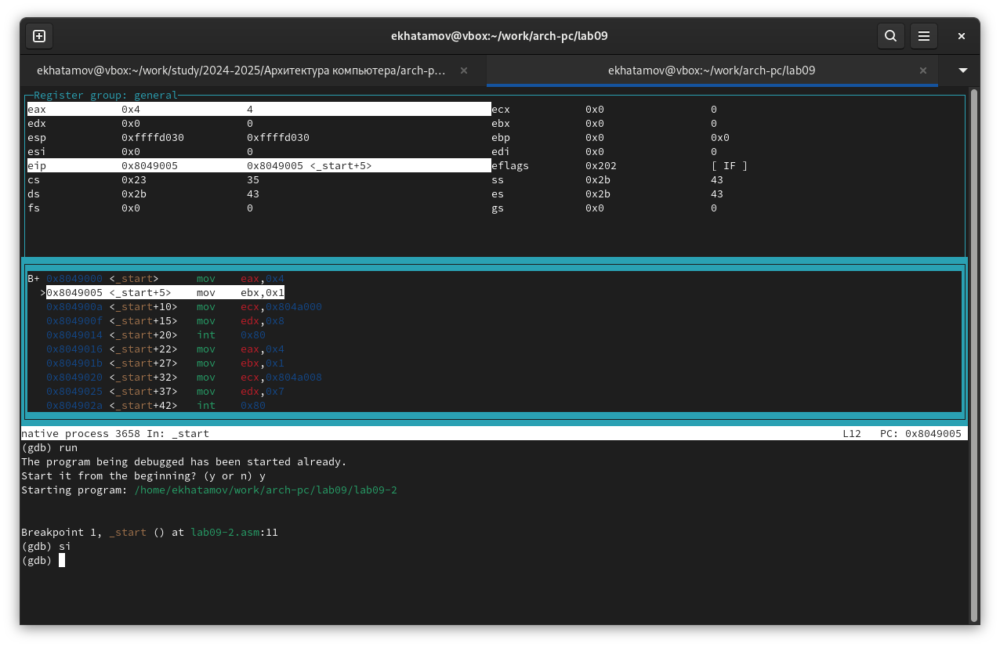 ekhatamov@vbox:~/work/arch-pc/lab09
ekhatamov@vbox:~/work/study/2024-2025/Архитектура компьютера/arch-p… ekhatamov@vbox:~/work/arch-pc/lab09
Register group: general
eax 0x4 4 ecx 0x0 0
edx 0x0 0 ebx 0x0 0
esp 0xffffd030 0xffffd030 ebp 0x0 0x0
esi 0x0 0 edi 0x0 0
eip 0x8049005 0x8049005 <_start+5> eflags 0x202 [ IF ]
cs 0x23 35 ss 0x2b 43
ds 0x2b 43 es 0x2b 43
fs 0x0 0 gs 0x0 0
B+ 0x8049000 <_start> mov eax,0x4
>0x8049005 <_start+5> mov ebx,0x1
0x804900a <_start+10> mov ecx,0x804a000
0x804900f <_start+15> mov edx,0x8
0x8049014 <_start+20> int 0x80
0x8049016 <_start+22> mov eax,0x4
0x804901b <_start+27> mov ebx,0x1
0x8049020 <_start+32> mov ecx,0x804a008
0x8049025 <_start+37> mov edx,0x7
0x804902a <_start+42> int 0x80
native process 3658 In: _start L12 PC: 0x8049005
(gdb) run
The program being debugged has been started already.
Start it from the beginning? (y or n) y
Starting program: /home/ekhatamov/work/arch-pc/lab09/lab09-2
Breakpoint 1, _start () at lab09-2.asm:11
(gdb) si
(gdb)